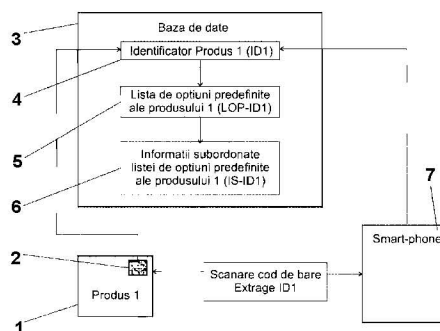 3
Baza de date
Identificator Produs 1 (ID1)
4
Lista de optiuni predefinite
ale produsului 1 (LOP-ID1)
5
Informatii subordonate
listei de optiuni predefinite
ale produsului 1 (IS-ID1)
6
7
Smart-phone
2
Produs 1
Scanare cod de bare
Extrage ID1
1